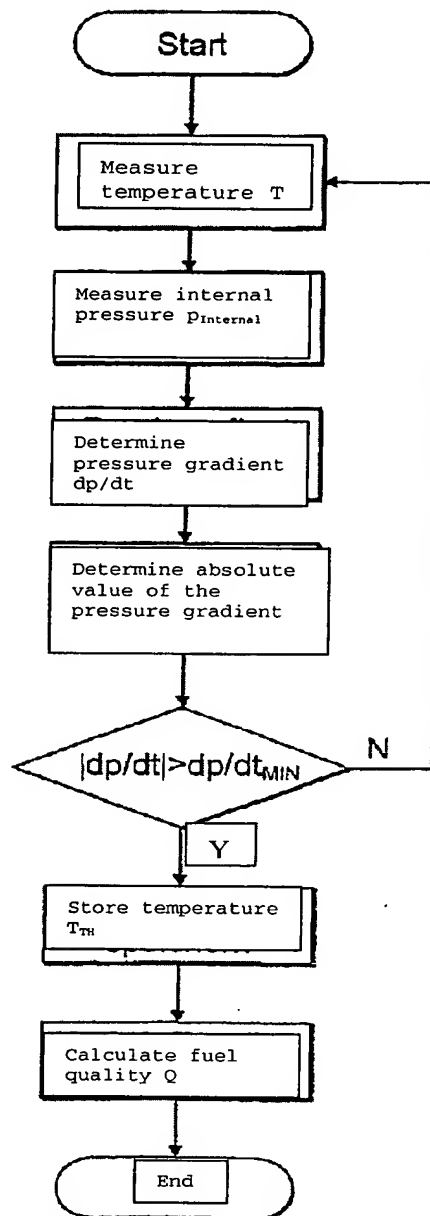 Start
Measure
temperature T
Measure internal
pressure pInternal
Determine
pressure gradient
dp/dt
Determine absolute
value of the
pressure gradient
|dp/dt|>dp/dtMIN
N
Y
Store temperature
TTH
Calculate fuel
quality Q
End